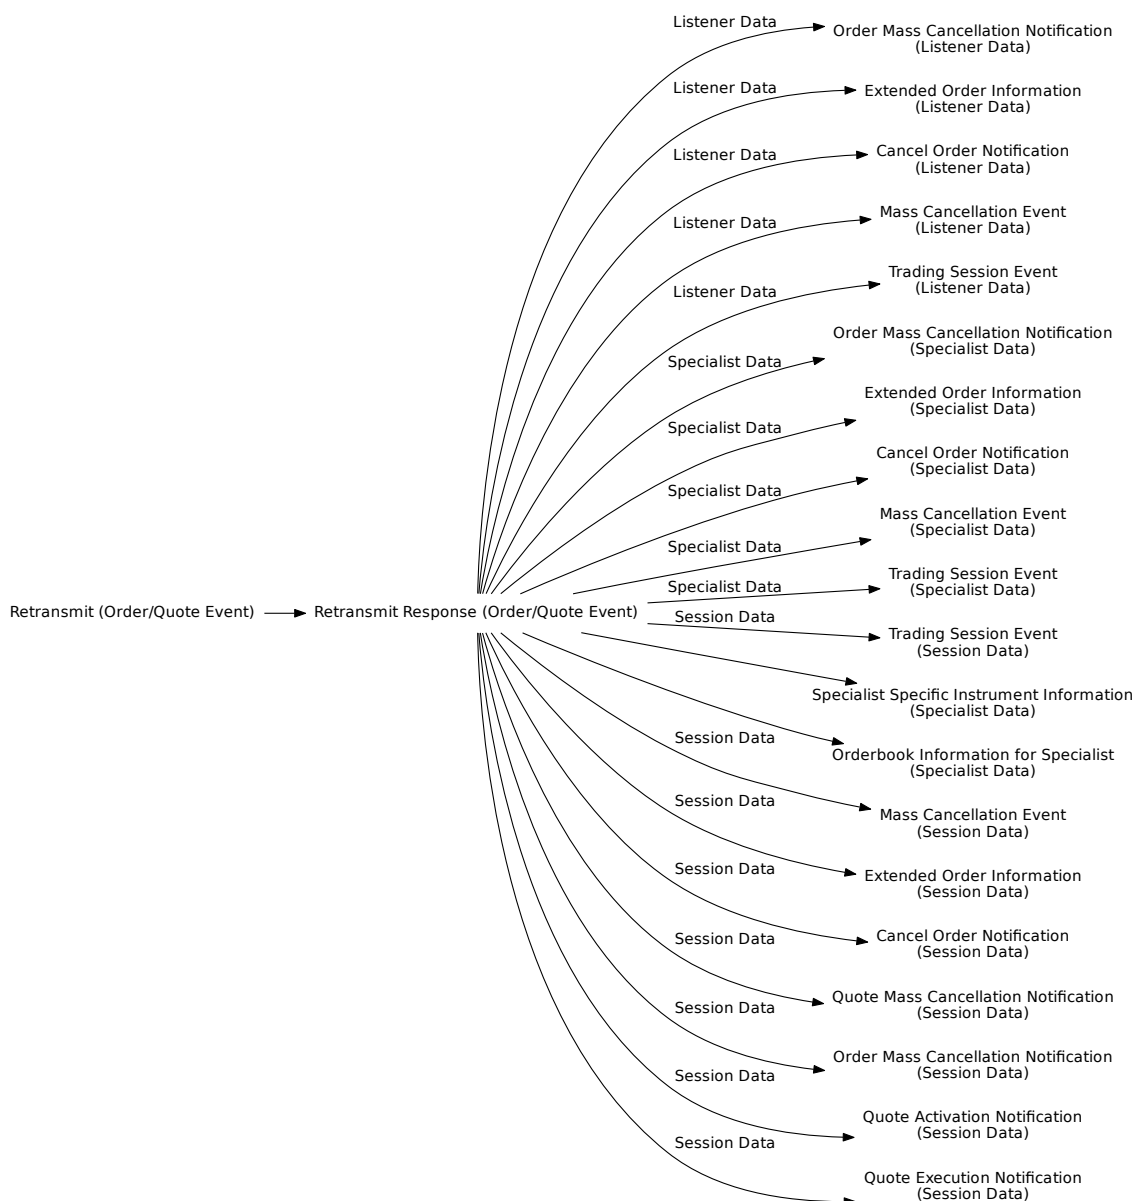 Listener Data
Order Mass Cancellation Notification
(Listener Data)
Listener Data
Extended Order Information
(Listener Data)
Listener Data
Cancel Order Notification
(Listener Data)
Listener Data
Mass Cancellation Event
(Listener Data)
Listener Data
Trading Session Event
(Listener Data)
Specialist Data
Order Mass Cancellation Notification
(Specialist Data)
Specialist Data
Extended Order Information
(Specialist Data)
Specialist Data
Cancel Order Notification
(Specialist Data)
Specialist Data
Mass Cancellation Event
(Specialist Data)
Specialist Data
Trading Session Event
(Specialist Data)
Retransmit (Order/Quote Event)
Retransmit Response (Order/Quote Event)
Session Data
Trading Session Event
(Session Data)
Specialist Specific Instrument Information
(Specialist Data)
Orderbook Information for Specialist
(Specialist Data)
Session Data
Mass Cancellation Event
(Session Data)
Session Data
Extended Order Information
(Session Data)
Session Data
Cancel Order Notification
(Session Data)
Session Data
Quote Mass Cancellation Notification
(Session Data)
Session Data
Order Mass Cancellation Notification
(Session Data)
Session Data
Quote Activation Notification
(Session Data)
Session Data
Quote Execution Notification
(Session Data)